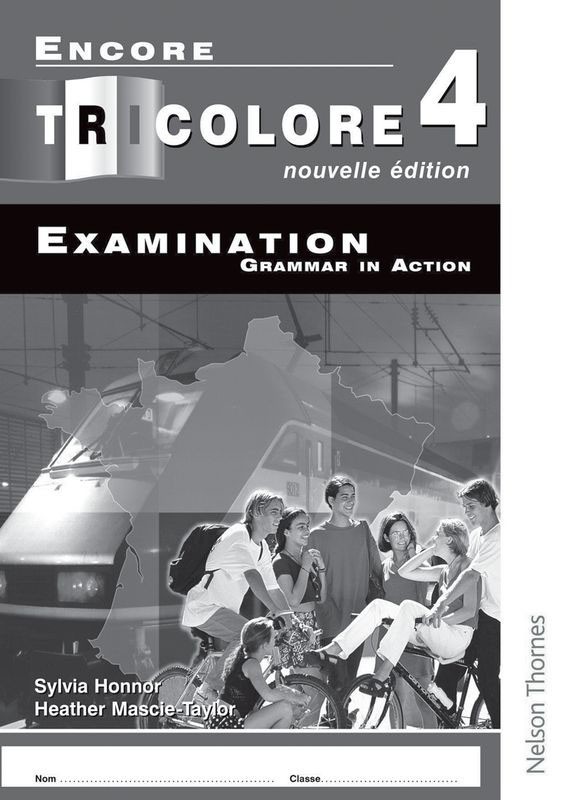 ENCORE
TRICOLORE 4
nouvelle édition
EXAMINATION
GRAMMAR IN ACTION
Sylvia Honnor
Heather Mascie-Taylor
Nelson Thornes
Nom ...................................................... Classe..................................